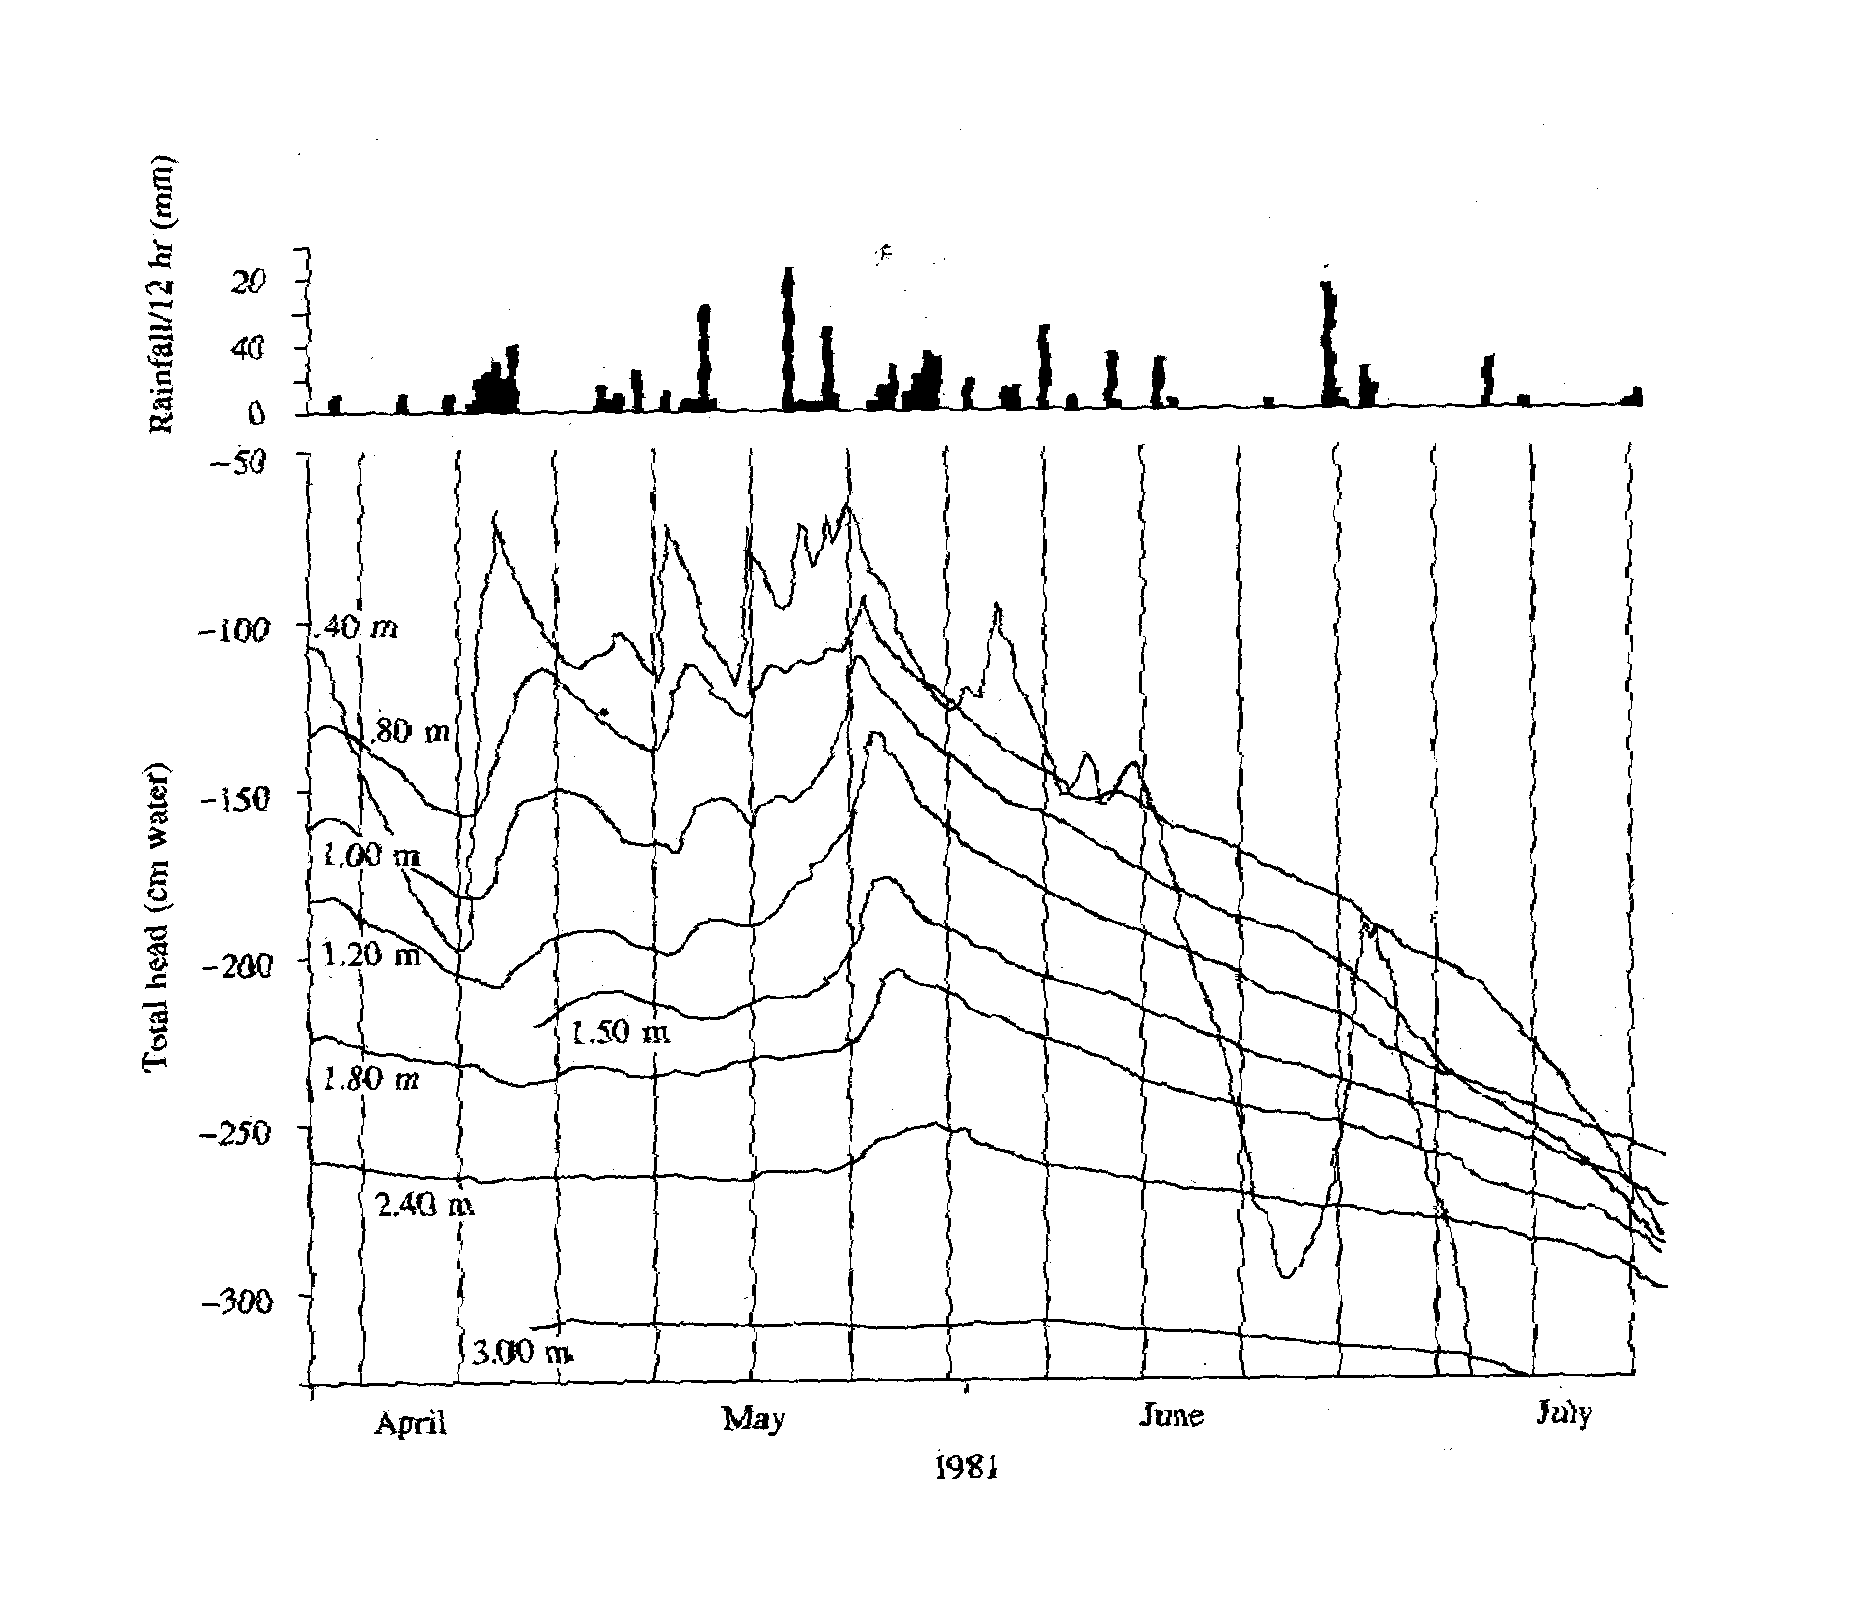 Rainfall/12 hr (mm)
20
40
0
Total head (cm water)
-50
-100
-150
-200
-250
-300
.40 m
.80 m
1.00 m
1.20 m
1.50 m
1.80 m
2.40 m
3.00 m
April May June July
1981